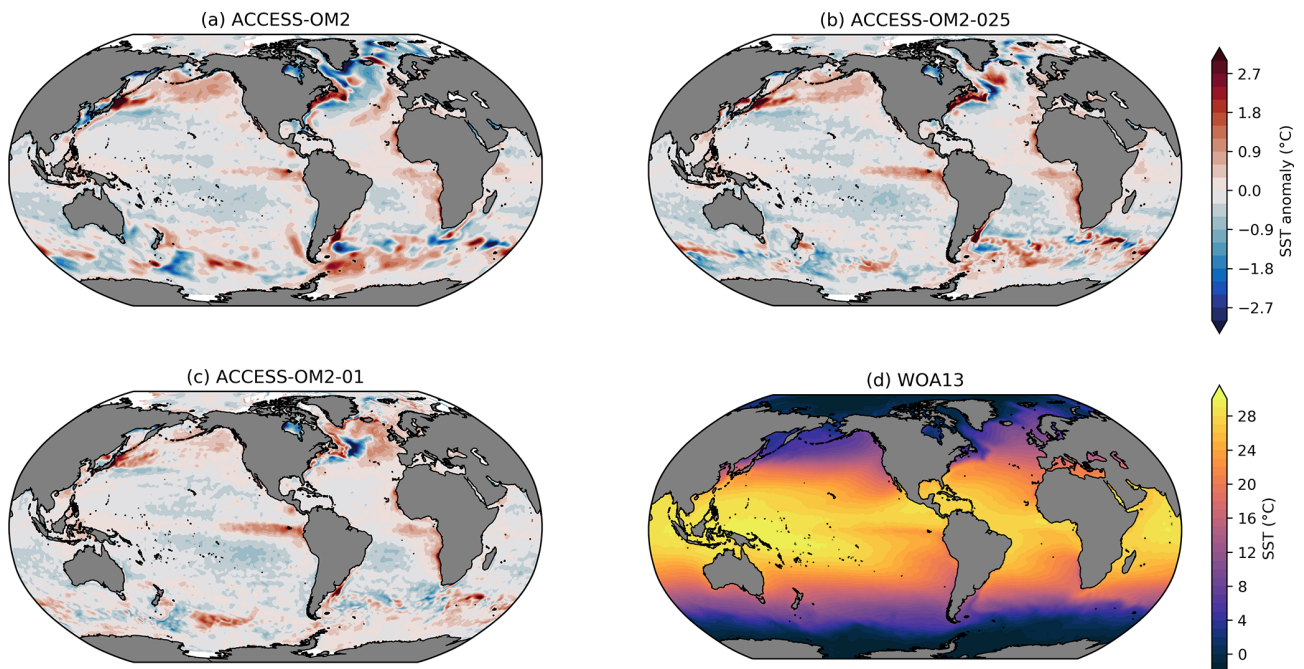 (a) ACCESS-OM2
(b) ACCESS-OM2-025
2.7
1.8
0.9
0.0
−0.9
−1.8
−2.7
SST anomaly (°C)
(c) ACCESS-OM2-01
(d) WOA13
28
24
20
16
12
8
4
0
SST (°C)